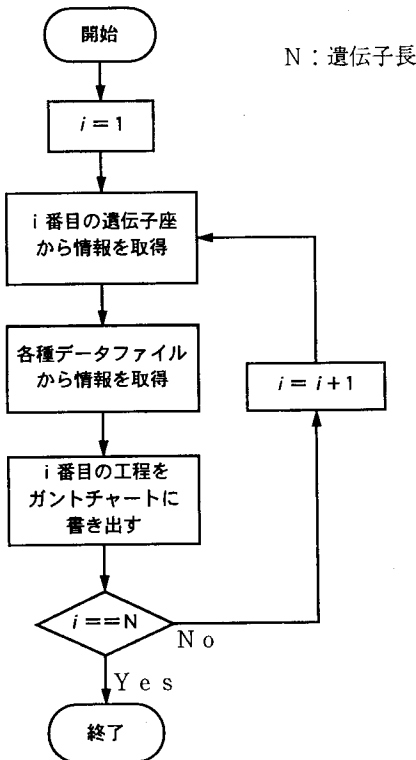 開始
N：遺伝子長
i = 1
i 番目の遺伝子座
から情報を取得
各種データファイル
から情報を取得
i = i+1
i 番目の工程を
ガントチャートに
書き出す
i ==N
No
Yes
終了